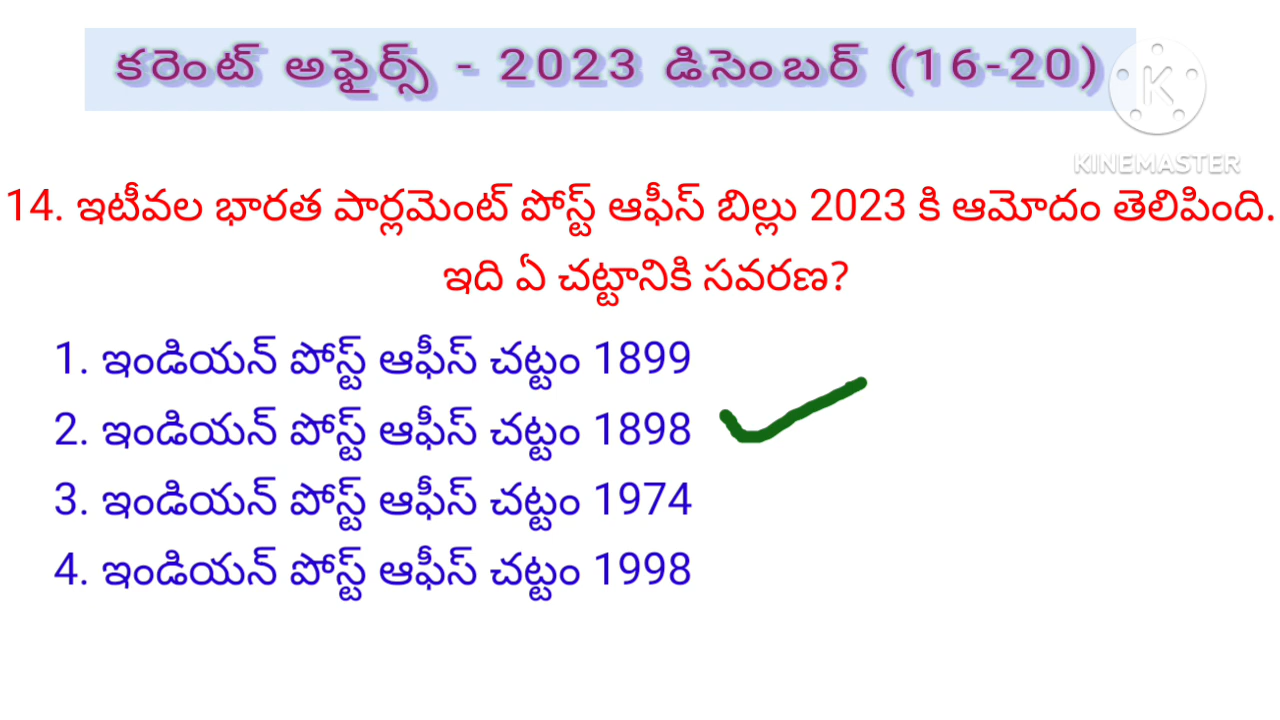 కరెంట్ అఫైర్స్ - 2023 డిసెంబర్ (16-20)
K
KINEMASTER
14. ఇటీవల భారత పార్లమెంట్ పోస్ట్ ఆఫీస్ బిల్లు 2023 కి ఆమోదం తెలిపింది.
ఇది ఏ చట్టానికి సవరణ?
1. ఇండియన్ పోస్ట్ ఆఫీస్ చట్టం 1899
2. ఇండియన్ పోస్ట్ ఆఫీస్ చట్టం 1898
3. ఇండియన్ పోస్ట్ ఆఫీస్ చట్టం 1974
4. ఇండియన్ పోస్ట్ ఆఫీస్ చట్టం 1998